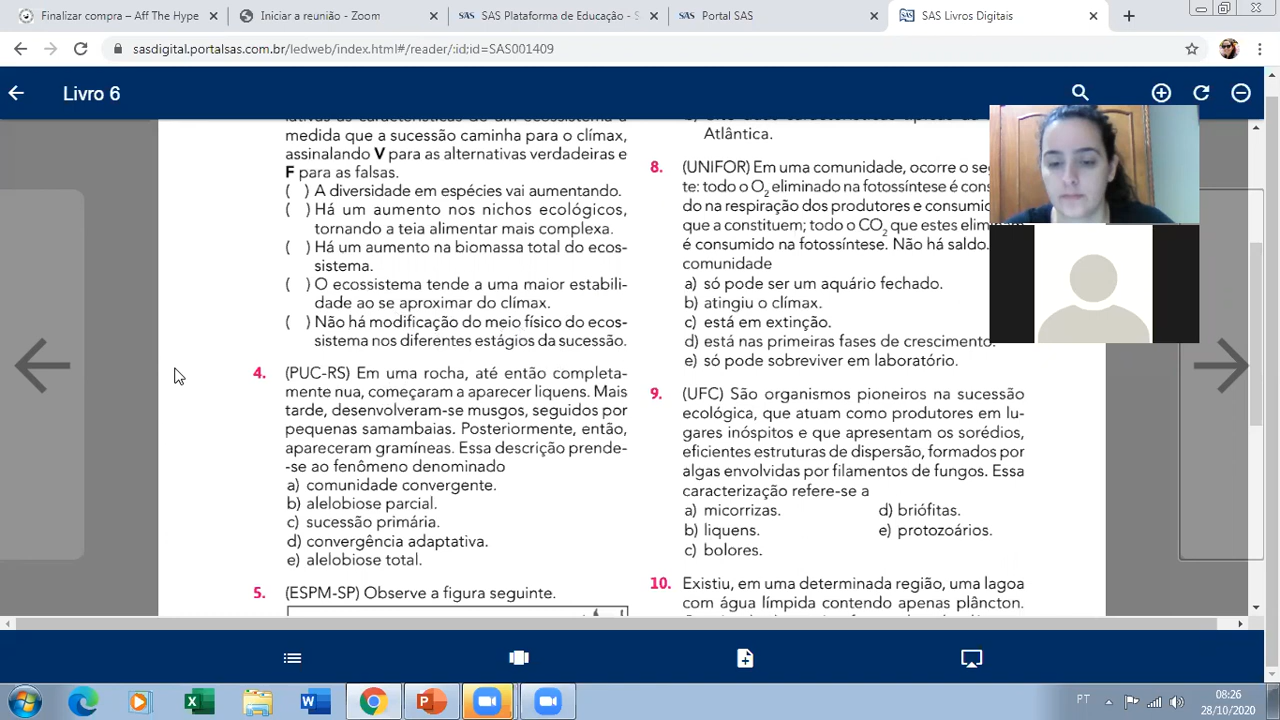 Finalizar compra – Aff The Hype
Iniciar a reunião - Zoom
SAS Plataforma de Educação - S
Portal SAS
SAS Livros Digitais
sasdigital.portalsas.com.br/ledweb/index.html#/reader/:id:id=SAS001409
Livro 6
lativas às características de um ecossistema à
medida que a sucessão caminha para o clímax,
assinalando V para as alternativas verdadeiras e
F para as falsas.
( ) A diversidade em espécies vai aumentando.
( ) Há um aumento nos nichos ecológicos,
tornando a teia alimentar mais complexa.
( ) Há um aumento na biomassa total do ecos-
sistema.
( ) O ecossistema tende a uma maior estabili-
dade ao se aproximar do clímax.
( ) Não há modificação do meio físico do ecos-
sistema nos diferentes estágios da sucessão.
4. (PUC-RS) Em uma rocha, até então completa-
mente nua, começaram a aparecer liquens. Mais
tarde, desenvolveram-se musgos, seguidos por
pequenas samambaias. Posteriormente, então,
apareceram gramíneas. Essa descrição prende-
-se ao fenômeno denominado
a) comunidade convergente.
b) alelobiose parcial.
c) sucessão primária.
d) convergência adaptativa.
e) alelobiose total.
5. (ESPM-SP) Observe a figura seguinte.
Atlântica.
8. (UNIFOR) Em uma comunidade, ocorre o se
te: todo o O2 eliminado na fotossíntese é con
do na respiração dos produtores e consumi
que a constituem; todo o CO2 que estes elim
é consumido na fotossíntese. Não há saldo.
comunidade
a) só pode ser um aquário fechado.
b) atingiu o clímax.
c) está em extinção.
d) está nas primeiras fases de crescimento.
e) só pode sobreviver em laboratório.
9. (UFC) São organismos pioneiros na sucessão
ecológica, que atuam como produtores em lu-
gares inóspitos e que apresentam os sorédios,
eficientes estruturas de dispersão, formados por
algas envolvidas por filamentos de fungos. Essa
caracterização refere-se a
a) micorrizas.
b) liquens.
c) bolores.
d) briófitas.
e) protozoários.
10. Existiu, em uma determinada região, uma lagoa
com água límpida contendo apenas plâncton.
PT
08:26
28/10/2020